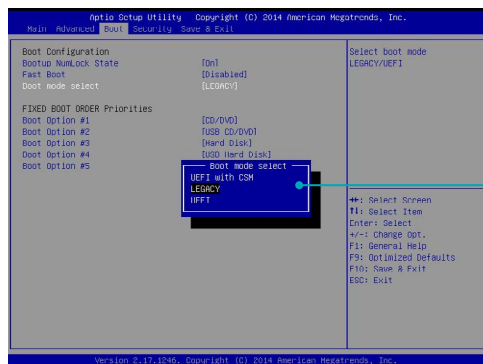 Aptio Setup Utility Copyright (C) 2014 American Megatrends, Inc.
Main Advanced Boot Security Save & Exit
Boot Configuration
Bootup NumLock State [On]
Fast Boot [Disabled]
Boot mode select [LEGACY]
FIXED BOOT ORDER Priorities
Boot Option #1 [CD/DVD]
Boot Option #2 [USB CD/DVD]
Boot Option #3 [Hard Disk]
Boot Option #4 [USB Hard Disk]
Boot Option #5
Boot mode select
UEFI with CSM
LEGACY
UEFI
Select boot mode
LEGACY/UEFI
→←: Select Screen
↑↓: Select Item
Enter: Select
+/-: Change Opt.
F1: General Help
F9: Optimized Defaults
F10: Save & Exit
ESC: Exit
Version 2.17.1246. Copyright (C) 2014 American Megatrends, Inc.